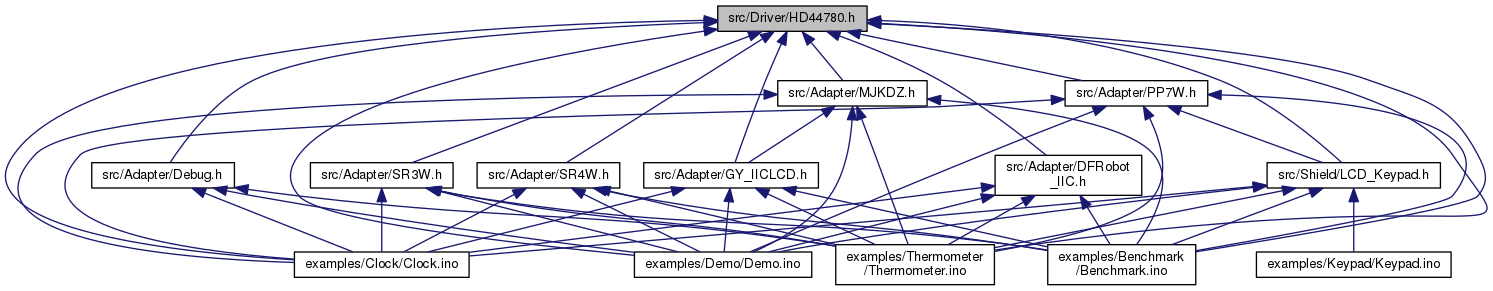 src/Driver/HD44780.h
src/Adapter/MJKDZ.h
src/Adapter/PP7W.h
src/Adapter/Debug.h
src/Adapter/SR3W.h
src/Adapter/SR4W.h
src/Adapter/GY_IICLCD.h
src/Adapter/DFRobot
_IIC.h
src/Shield/LCD_Keypad.h
examples/Clock/Clock.ino
examples/Demo/Demo.ino
examples/Thermometer
/Thermometer.ino
examples/Benchmark
/Benchmark.ino
examples/Keypad/Keypad.ino